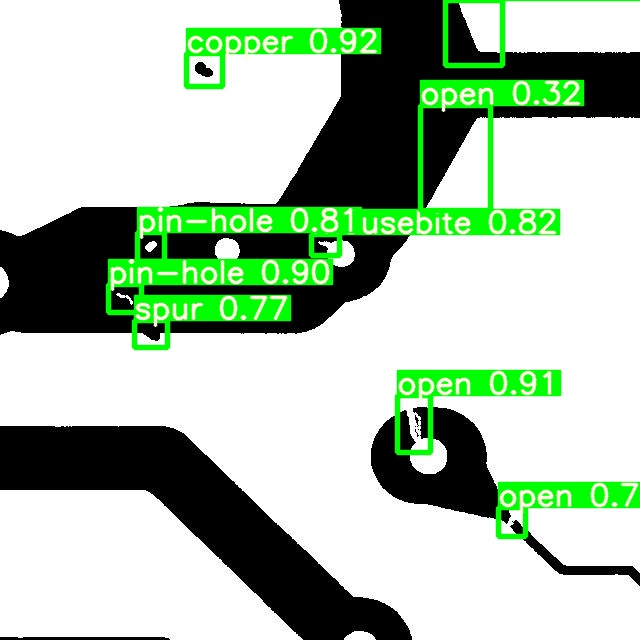 copper 0.92
open 0.32
pin-hole 0.81
usebite 0.82
pin-hole 0.90
spur 0.77
open 0.91
open 0.7